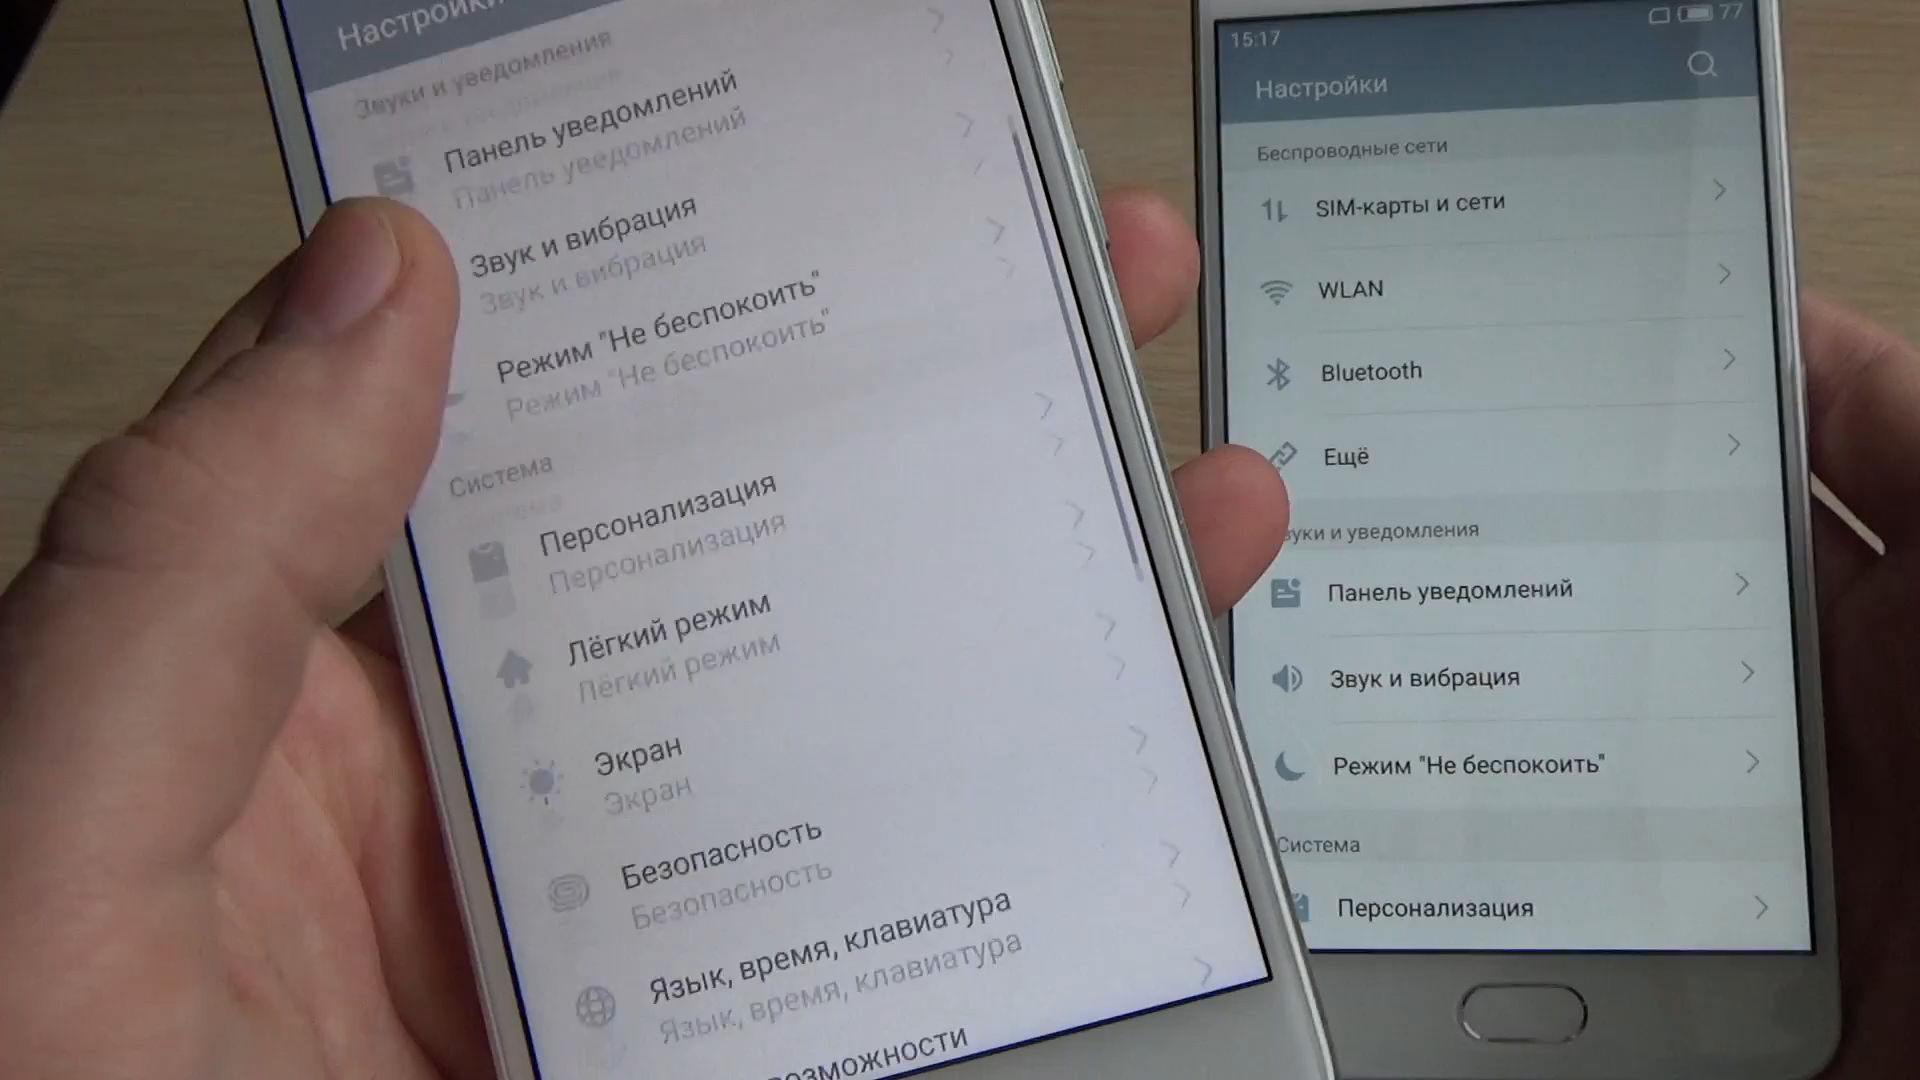 Настройки
Звуки и уведомления
Панель уведомлений
Панель уведомлений
Звук и вибрация
Звук и вибрация
Режим "Не беспокоить"
Режим "Не беспокоить"
Система
Система
Персонализация
Персонализация
Лёгкий режим
Лёгкий режим
Экран
Экран
Безопасность
Безопасность
Язык, время, клавиатура
Язык, время, клавиатура
15:17
77
Настройки
Беспроводные сети
SIM-карты и сети
WLAN
Bluetooth
Ещё
и уведомления
Панель уведомлений
Звук и вибрация
Режим "Не беспокоить"
Система
Персонализация